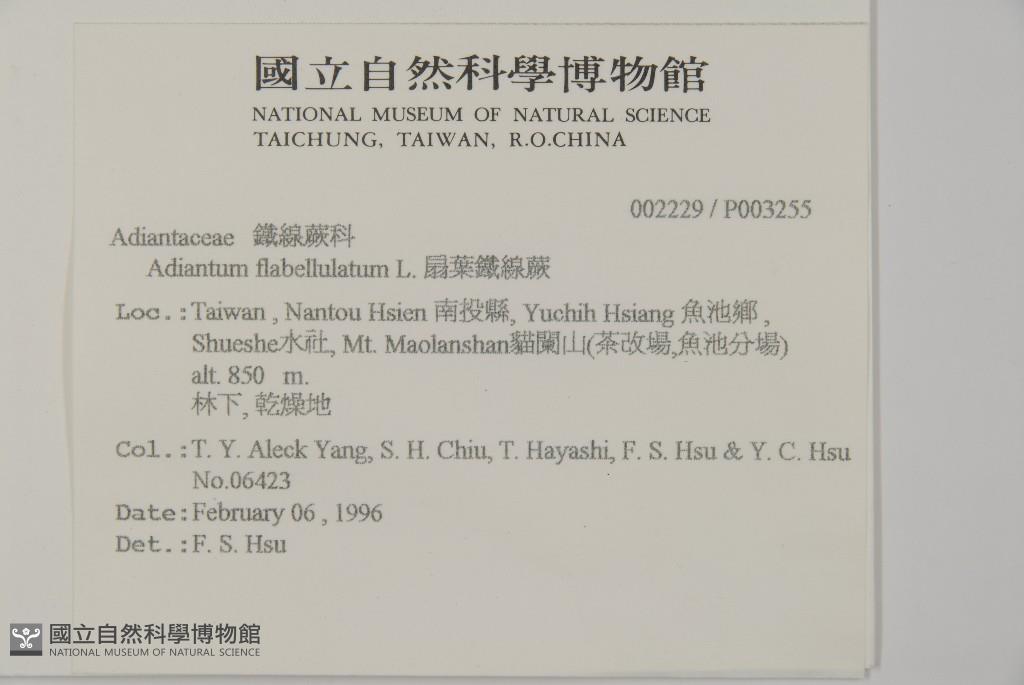 國立自然科學博物館
NATIONAL MUSEUM OF NATURAL SCIENCE
TAICHUNG, TAIWAN, R.O.CHINA
002229 / P003255
Adiantaceae 鐵線蕨科
Adiantum flabellulatum L. 扇葉鐵線蕨
Loc.:Taiwan , Nantou Hsien 南投縣, Yuchih Hsiang 魚池鄉 ,
Shueshe水社, Mt. Maolanshan貓闌山(茶改場,魚池分場)
alt. 850 m.
林下, 乾燥地
Col.:T. Y. Aleck Yang, S. H. Chiu, T. Hayashi, F. S. Hsu & Y. C. Hsu
No.06423
Date:February 06 , 1996
Det.:F. S. Hsu
國立自然科學博物館
NATIONAL MUSEUM OF NATURAL SCIENCE